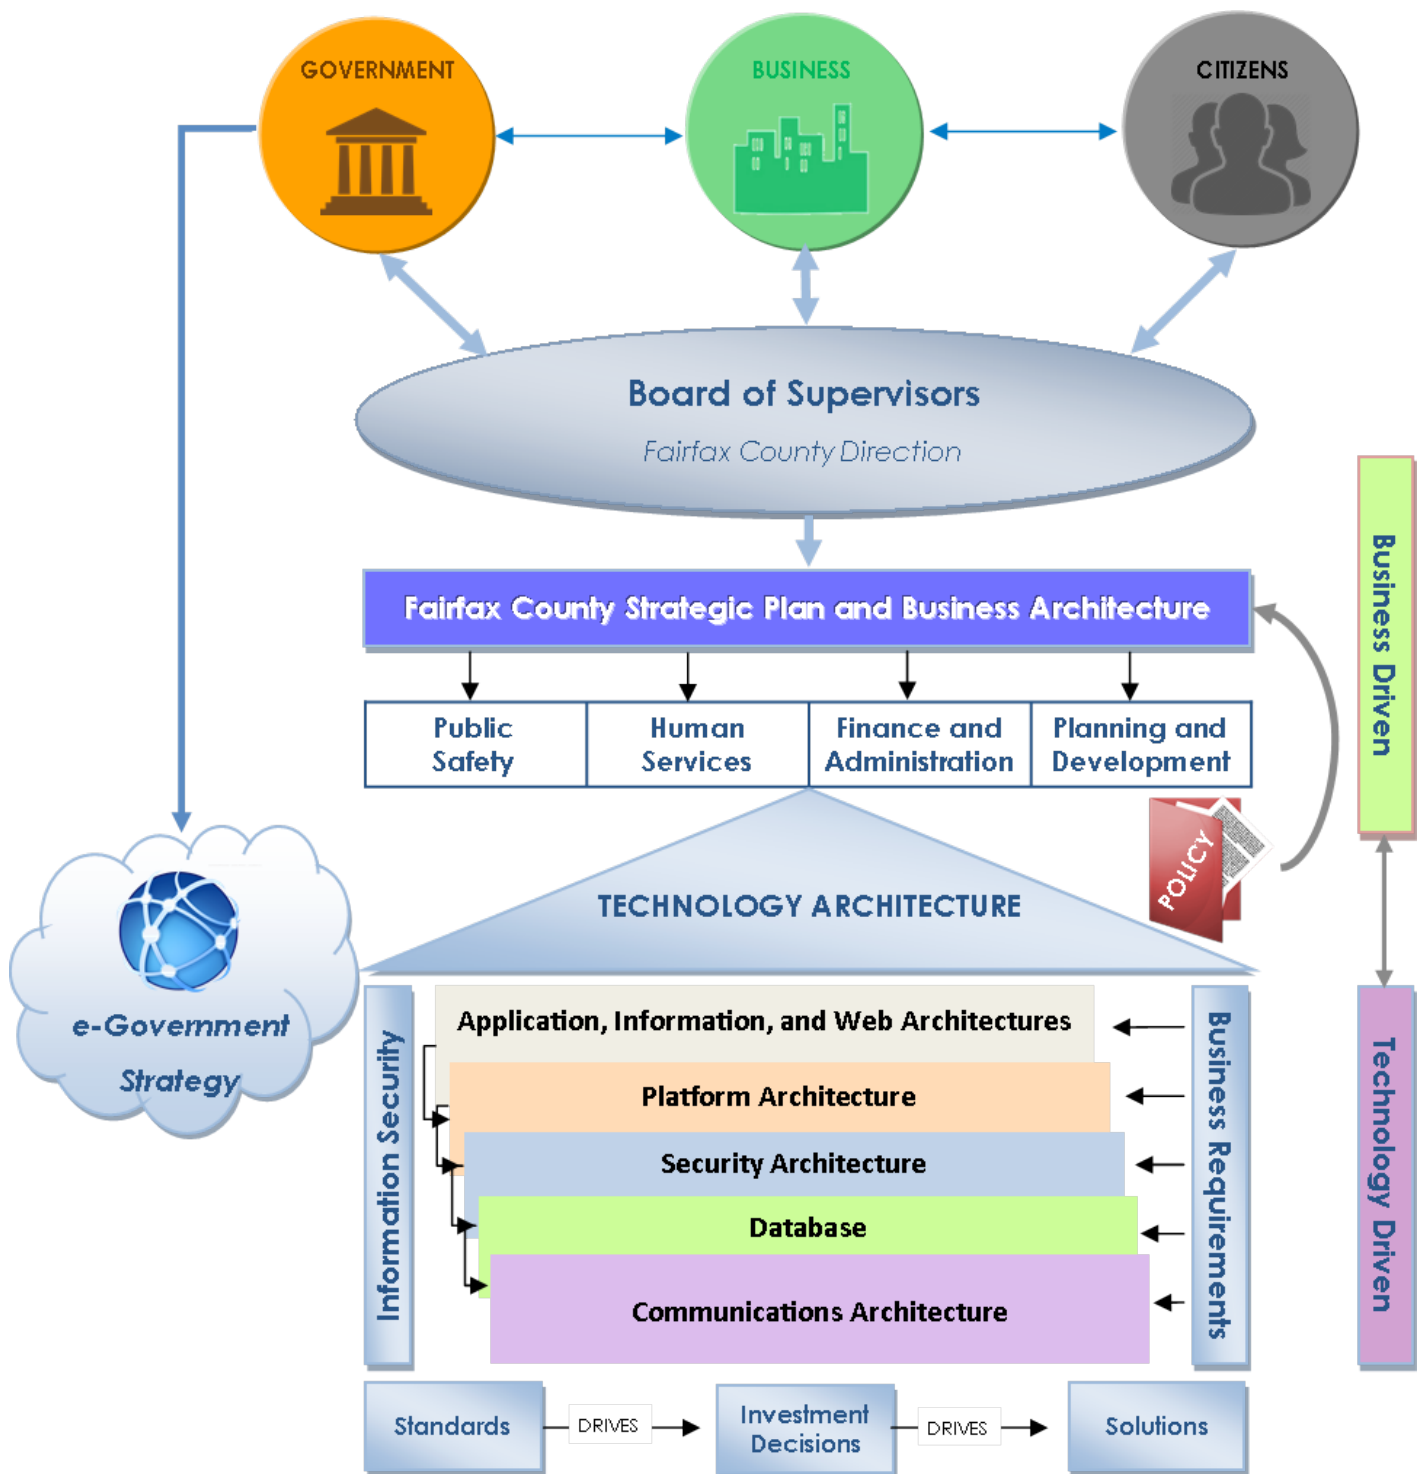 GOVERNMENT
BUSINESS
CITIZENS
Board of Supervisors
Fairfax County Direction
Fairfax County Strategic Plan and Business Architecture
Public
Safety
Human
Services
Finance and
Administration
Planning and
Development
Business Driven
POLICY
TECHNOLOGY ARCHITECTURE
e-Government
Strategy
Information Security
Application, Information, and Web Architectures
Platform Architecture
Security Architecture
Database
Communications Architecture
Business Requirements
Technology Driven
Standards
DRIVES
Investment
Decisions
DRIVES
Solutions